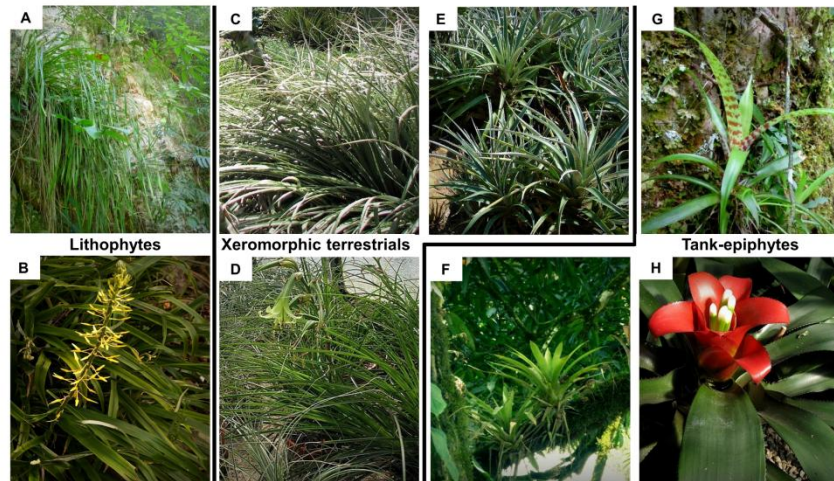 A
C
E
G
Lithophytes
Xeromorphic terrestrials
Tank-epiphytes
B
D
F
H